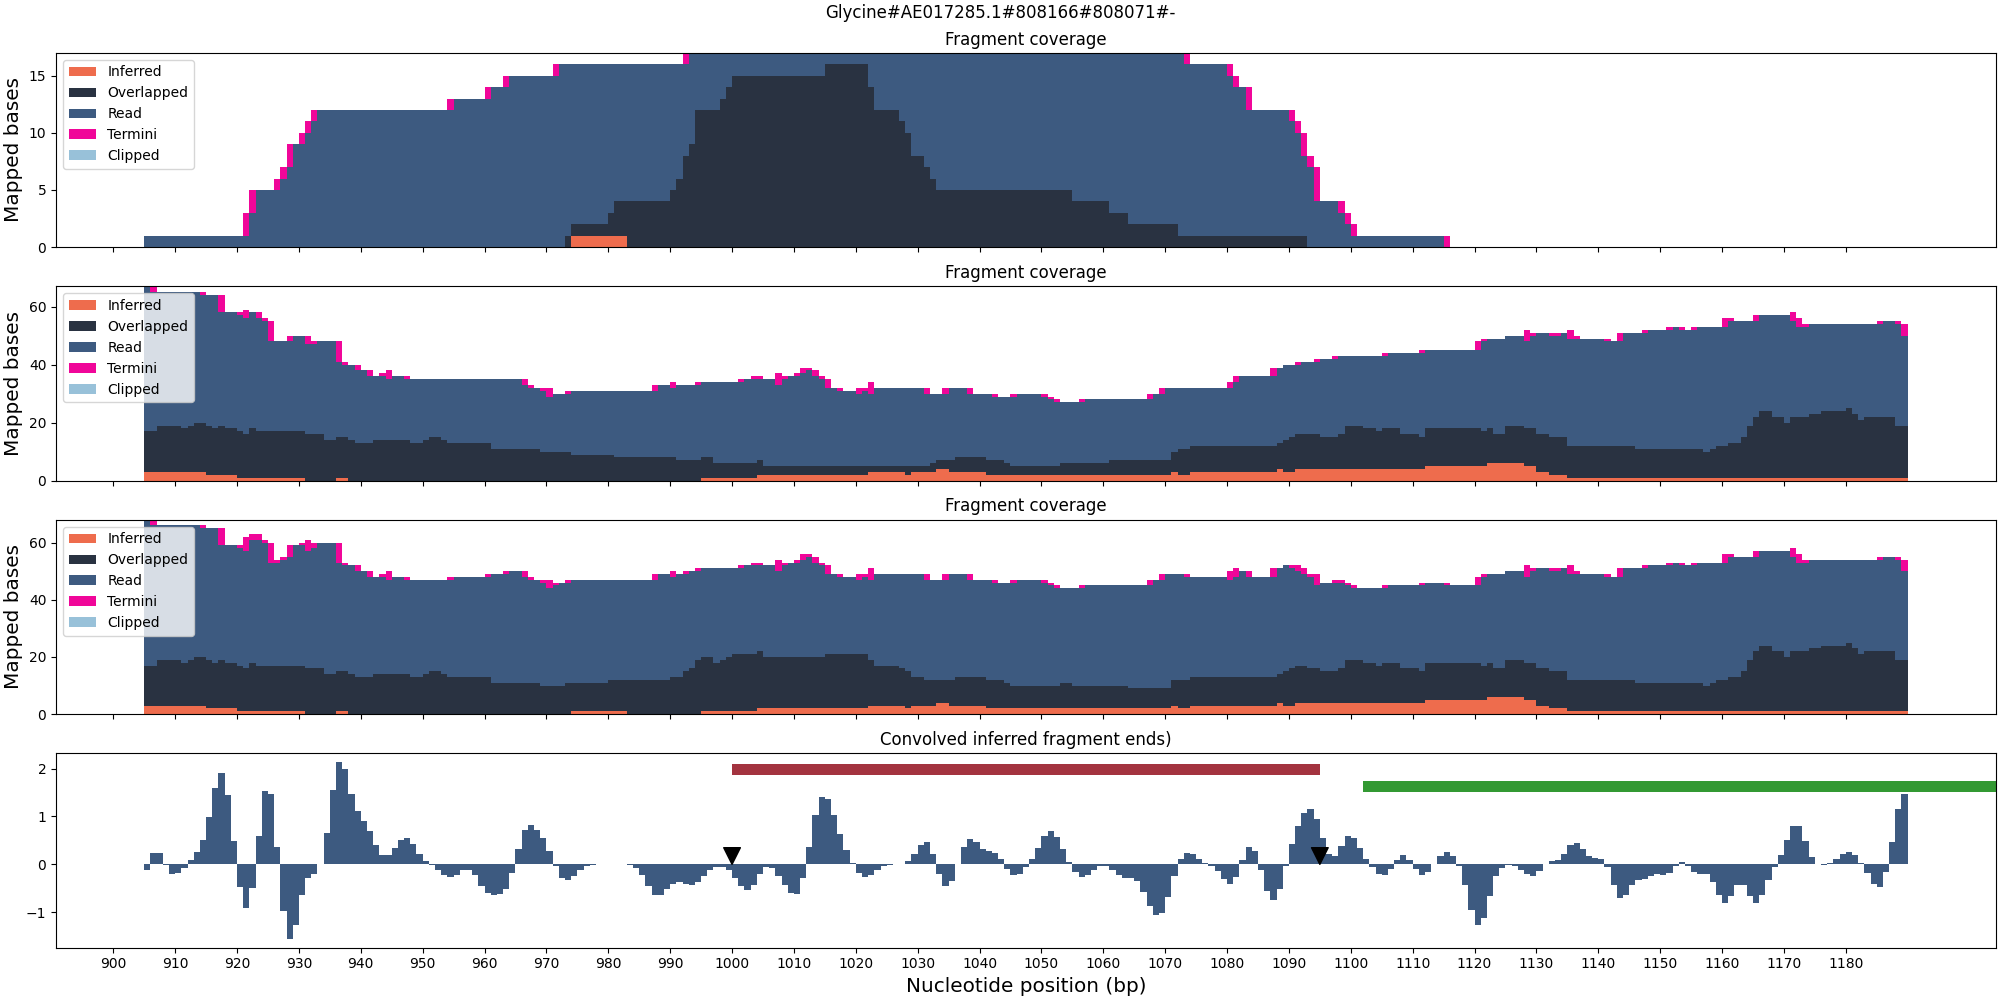 Glycine#AE017285.1#808166#808071#-
Fragment coverage
Mapped bases
15
10
5
0
Inferred
Overlapped
Read
Termini
Clipped
Fragment coverage
Mapped bases
60
40
20
0
Inferred
Overlapped
Read
Termini
Clipped
Fragment coverage
Mapped bases
60
40
20
0
Inferred
Overlapped
Read
Termini
Clipped
Convolved inferred fragment ends)
2
1
0
−1
900 910 920 930 940 950 960 970 980 990 1000 1010 1020 1030 1040 1050 1060 1070 1080 1090 1100 1110 1120 1130 1140 1150 1160 1170 1180
Nucleotide position (bp)